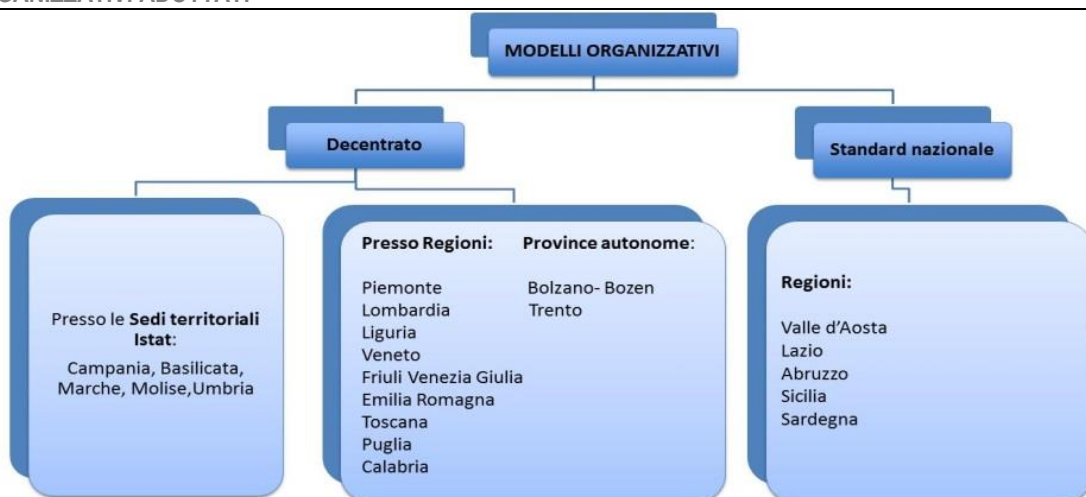 MODELLI ORGANIZZATIVI
Decentrato
Standard nazionale
Presso le Sedi territoriali
Istat:
Campania, Basilicata,
Marche, Molise,Umbria
Presso Regioni:
Piemonte
Lombardia
Liguria
Veneto
Friuli Venezia Giulia
Emilia Romagna
Toscana
Puglia
Calabria
Province autonome:
Bolzano- Bozen
Trento
Regioni:
Valle d’Aosta
Lazio
Abruzzo
Sicilia
Sardegna